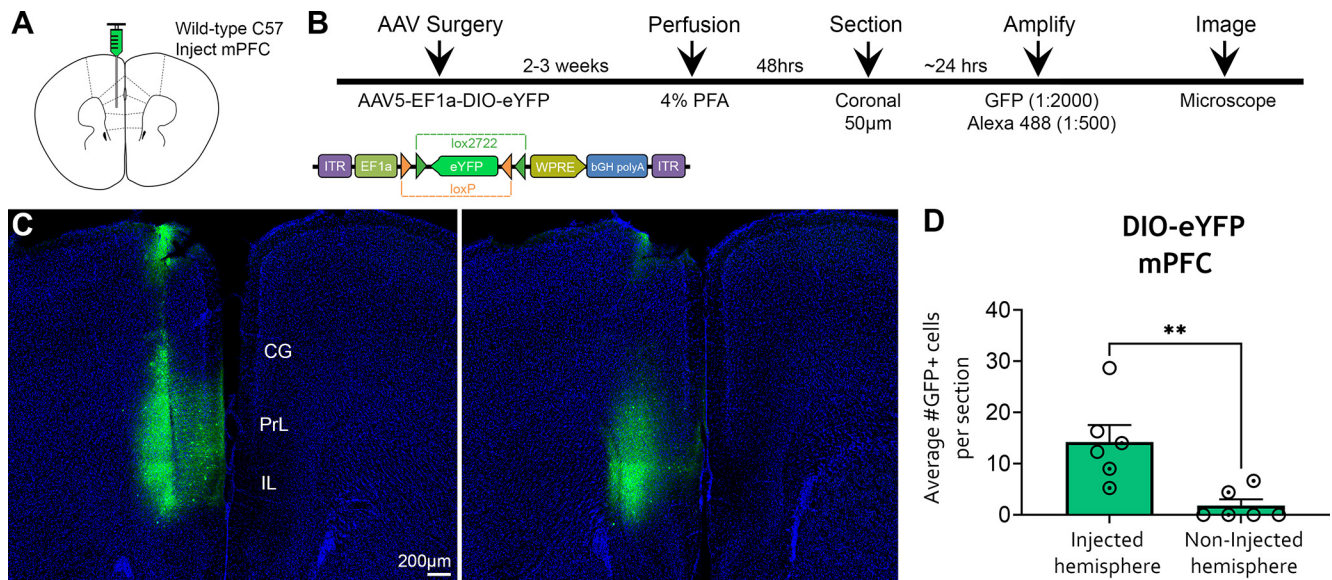 A
Wild-type C57
Inject mPFC
B
AAV Surgery
Perfusion
Section
Amplify
Image
2-3 weeks
48hrs
~24 hrs
AAV5-EF1a-DIO-eYFP
4% PFA
Coronal
50µm
GFP (1:2000)
Alexa 488 (1:500)
Microscope
lox2722
ITR
EF1a
eYFP
WPRE
bGH polyA
ITR
loxP
C
CG
PrL
IL
200µm
D
DIO-eYFP
mPFC
Average #GFP+ cells
per section
40
30
20
10
0
**
Injected
hemisphere
Non-Injected
hemisphere